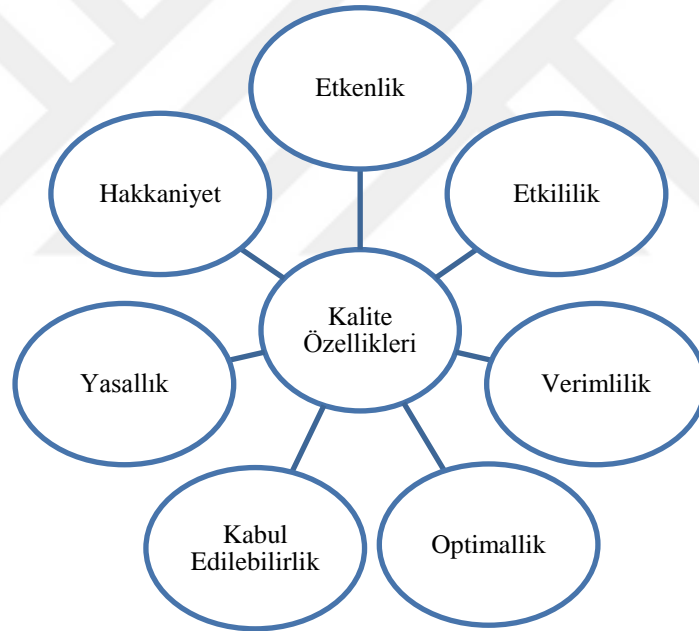 Etkenlik
Hakkaniyet
Etkililik
Kalite
Özellikleri
Yasallık
Verimlilik
Kabul
Edilebilirlik
Optimallik